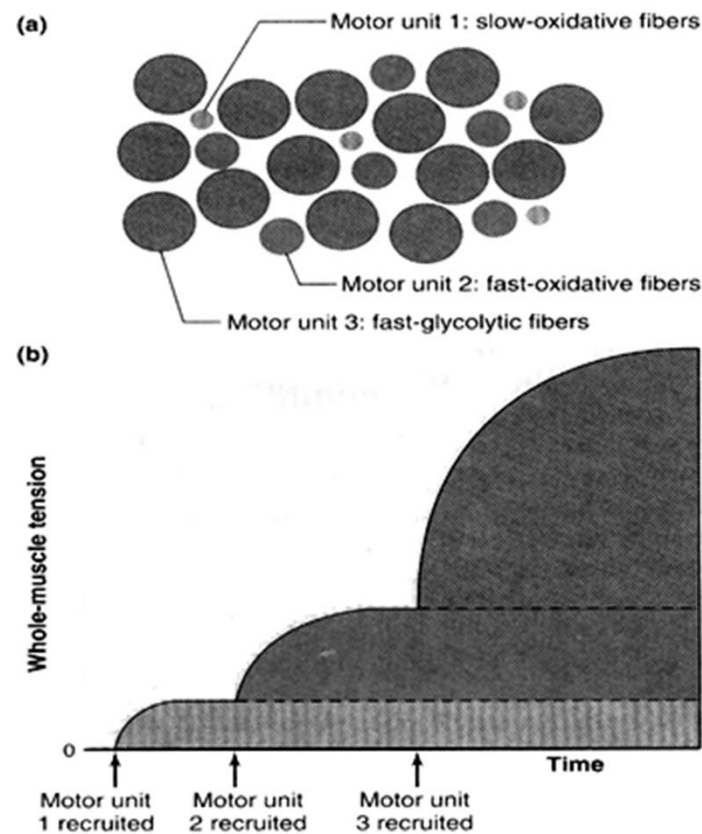 (a)
Motor unit 1: slow-oxidative fibers
Motor unit 2: fast-oxidative fibers
Motor unit 3: fast-glycolytic fibers
(b)
Whole-muscle tension
0
Time
Motor unit
1 recruited
Motor unit
2 recruited
Motor unit
3 recruited